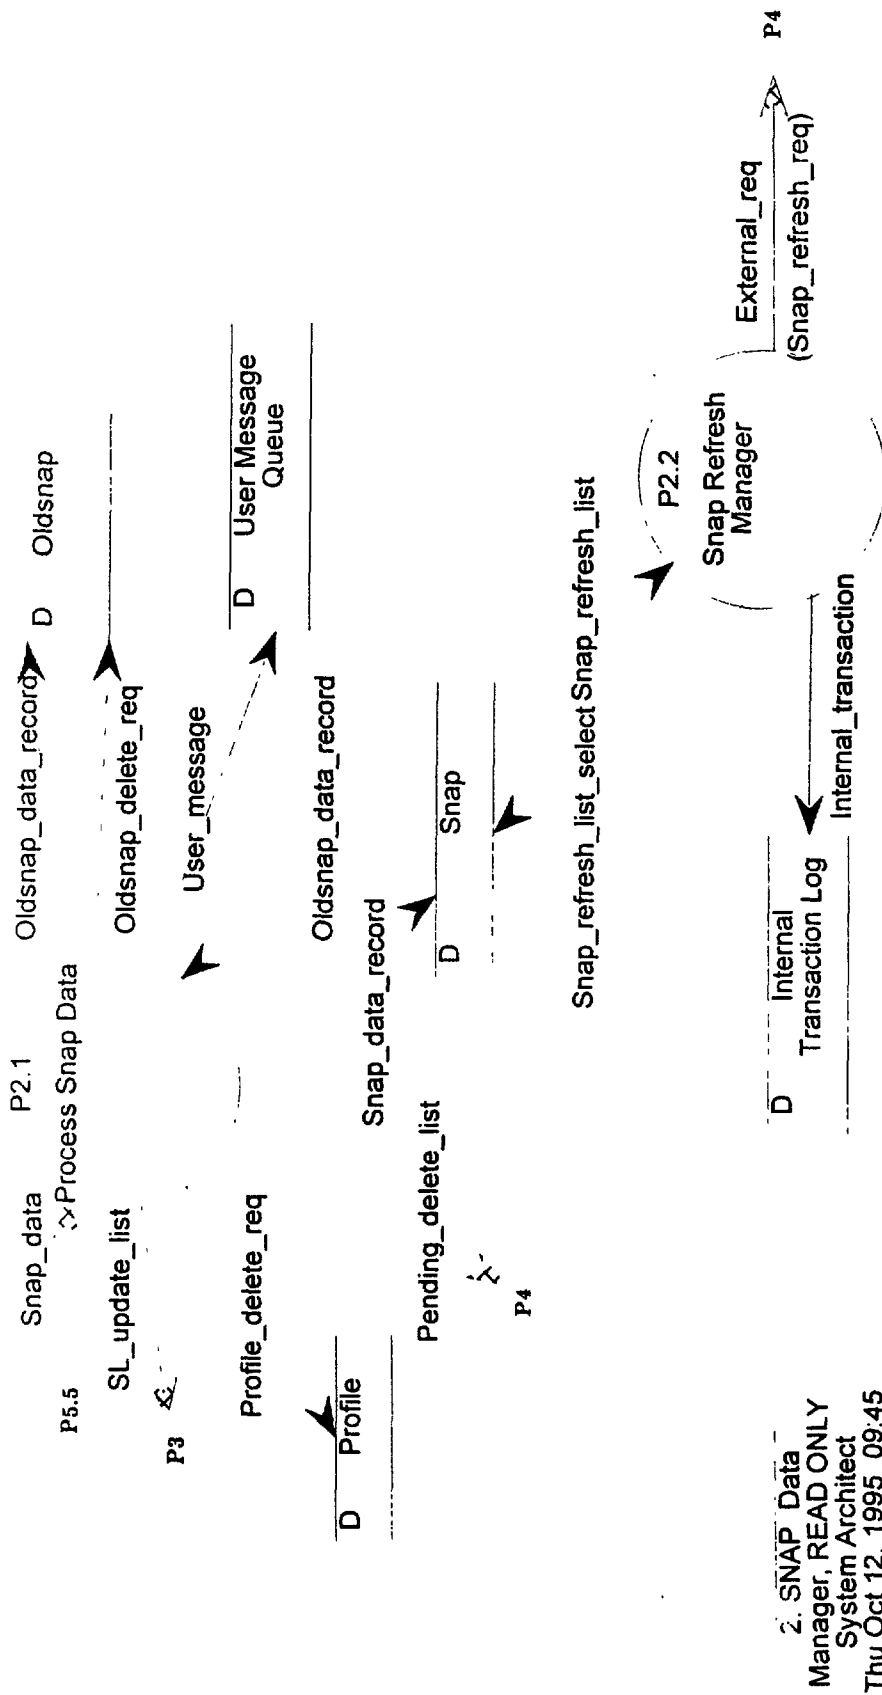 Snap_data
P2.1
Oldsnap_data_record
D Oldsnap
P5.5
Process Snap Data
SL_update_list
Oldsnap_delete_req
P3
User_message
D User Message
Queue
Profile_delete_req
Oldsnap_data_record
D Profile
Snap_data_record
Pending_delete_list
D Snap
P4
Snap_refresh_list_select
Snap_refresh_list
P2.2
Snap Refresh
Manager
External_req
(Snap_refresh_req)
P4
D Internal
Transaction Log
Internal_transaction
2. SNAP Data
Manager, READ ONLY
System Architect
Thu Oct 12, 1995 09:45